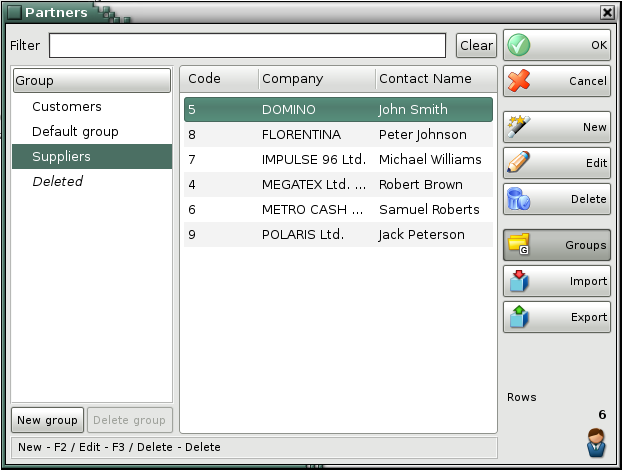 Partners
Filter
Clear
OK
Cancel
New
Edit
Delete
Groups
G
Import
Export
Group
Customers
Default group
Suppliers
Deleted
Code Company Contact Name
5 DOMINO John Smith
8 FLORENTINA Peter Johnson
7 IMPULSE 96 Ltd. Michael Williams
4 MEGATEX Ltd. ... Robert Brown
6 METRO CASH ... Samuel Roberts
9 POLARIS Ltd. Jack Peterson
Rows
6
New group Delete group
New - F2 / Edit - F3 / Delete - Delete